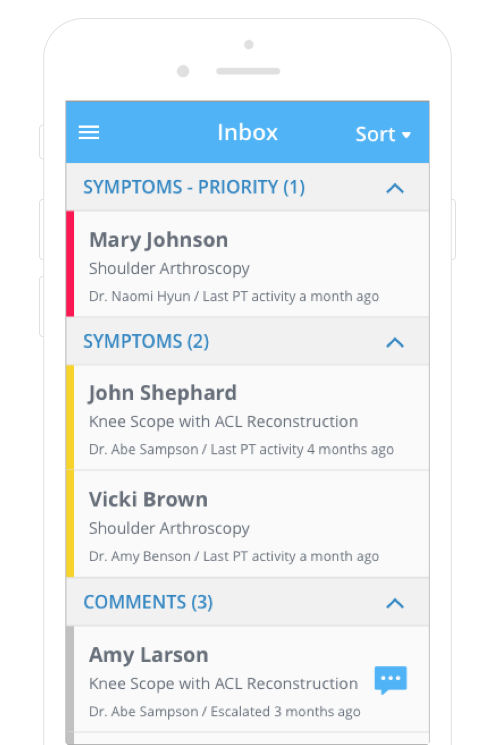 Inbox
Sort
SYMPTOMS - PRIORITY (1)
Mary Johnson
Shoulder Arthroscopy
Dr. Naomi Hyun / Last PT activity a month ago
SYMPTOMS (2)
John Shephard
Knee Scope with ACL Reconstruction
Dr. Abe Sampson / Last PT activity 4 months ago
Vicki Brown
Shoulder Arthroscopy
Dr. Amy Benson / Last PT activity a month ago
COMMENTS (3)
Amy Larson
Knee Scope with ACL Reconstruction
Dr. Abe Sampson / Escalated 3 months ago